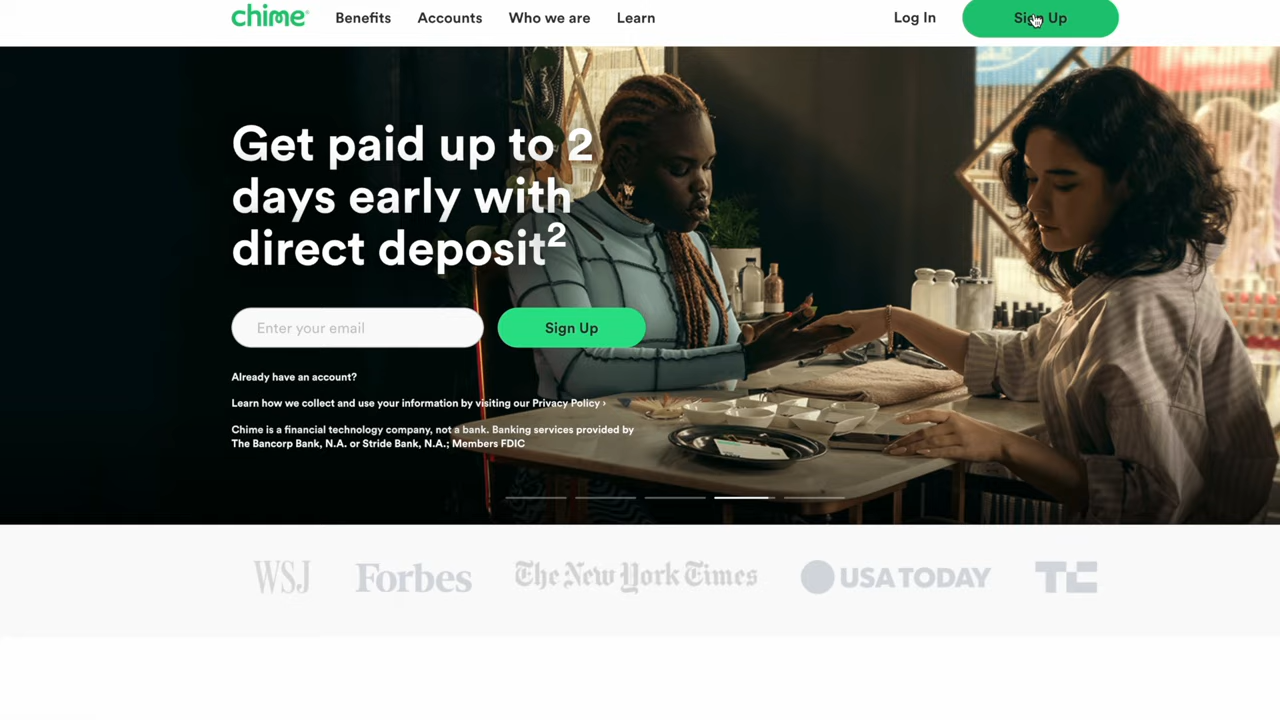 chime
Benefits Accounts Who we are Learn Log In Sign Up
Get paid up to 2
days early with
direct deposit²
Enter your email
Sign Up
Already have an account?
Learn how we collect and use your information by visiting our Privacy Policy ›
Chime is a financial technology company, not a bank. Banking services provided by
The Bancorp Bank, N.A. or Stride Bank, N.A.; Members FDIC
WSJ Forbes The New York Times USA TODAY TC